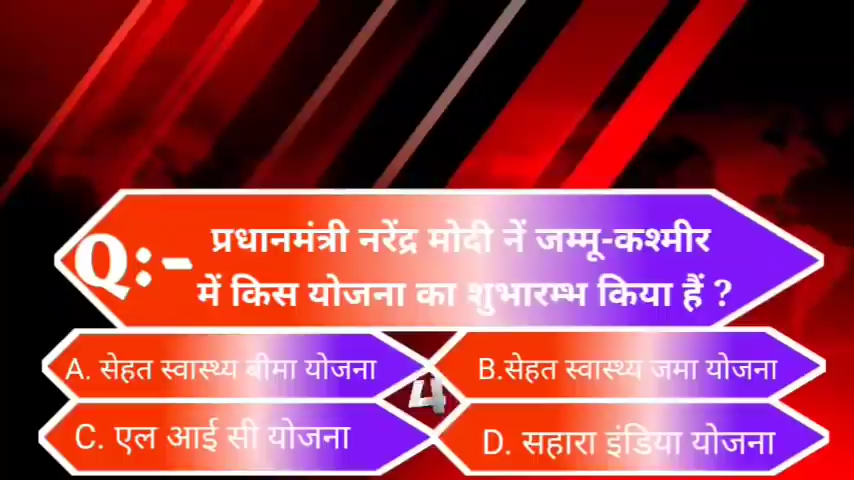 Q:- प्रधानमंत्री नरेंद्र मोदी नें जम्मू-कश्मीर
में किस योजना का शुभारम्भ किया हैं ?
A. सेहत स्वास्थ्य बीमा योजना
B.सेहत स्वास्थ्य जमा योजना
4
C. एल आई सी योजना
D. सहारा इंडिया योजना